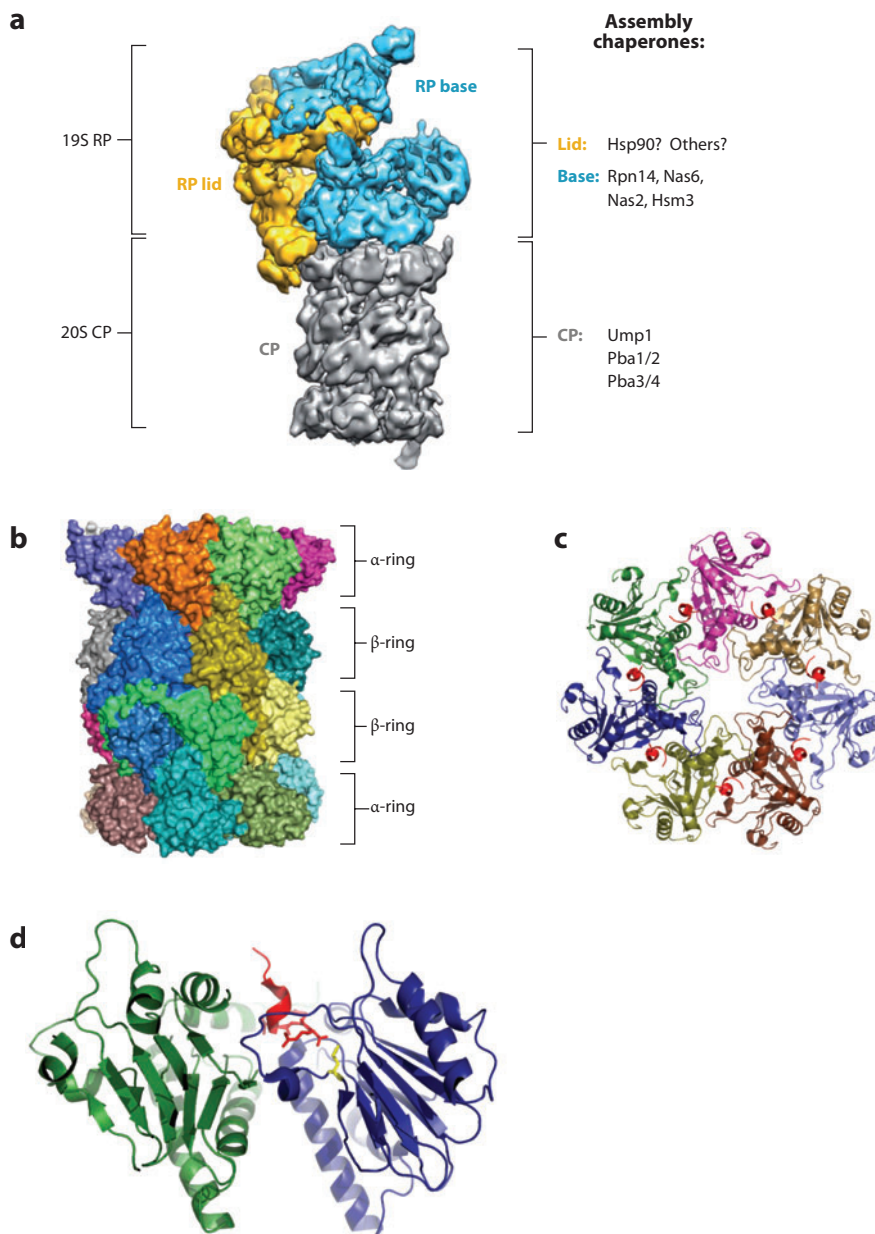 a
Assembly
chaperones:
RP base
19S RP
Lid: Hsp90? Others?
RP lid
Base: Rpn14, Nas6,
Nas2, Hsm3
20S CP
CP
CP: Ump1
Pba1/2
Pba3/4
b
α-ring
β-ring
β-ring
α-ring
c
d